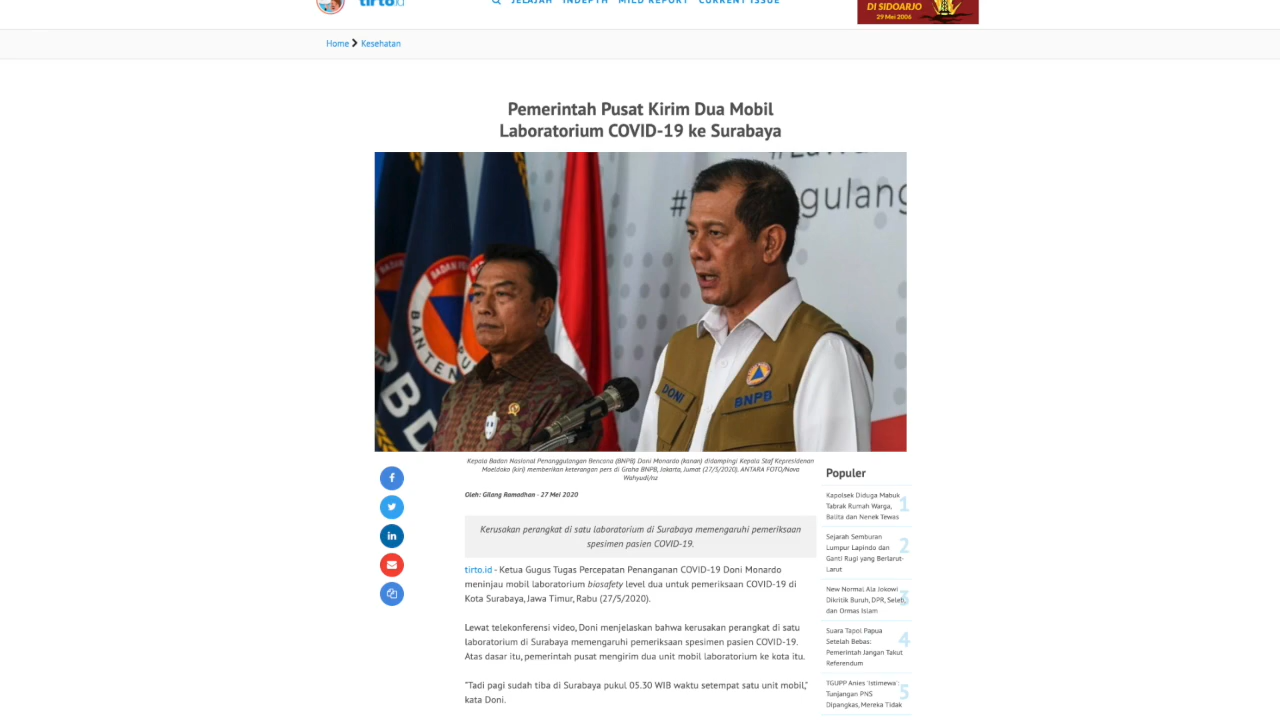 tirto.id
JELAJAH INDEPTH MILD REPORT CURRENT ISSUE
DI SIDOARJO
29 Mei 2006
Home Kesehatan
Pemerintah Pusat Kirim Dua Mobil
Laboratorium COVID-19 ke Surabaya
BADAN
BANTEN
DONI
BNPB
Kepala Badan Nasional Penanggulangan Bencana (BNPB) Doni Monardo (kanan) didampingi Kepala Staf Kepresidenan
Moeldoko (kiri) memberikan keterangan pers di Graha BNPB, Jakarta, Jumat (27/3/2020). ANTARA FOTO/Nova
Wahyudi/nz
Oleh: Gilang Ramadhan - 27 Mei 2020
Kerusakan perangkat di satu laboratorium di Surabaya memengaruhi pemeriksaan
spesimen pasien COVID-19.
tirto.id - Ketua Gugus Tugas Percepatan Penanganan COVID-19 Doni Monardo
meninjau mobil laboratorium biosafety level dua untuk pemeriksaan COVID-19 di
Kota Surabaya, Jawa Timur, Rabu (27/5/2020).
Lewat telekonferensi video, Doni menjelaskan bahwa kerusakan perangkat di satu
laboratorium di Surabaya memengaruhi pemeriksaan spesimen pasien COVID-19.
Atas dasar itu, pemerintah pusat mengirim dua unit mobil laboratorium ke kota itu.
"Tadi pagi sudah tiba di Surabaya pukul 05.30 WIB waktu setempat satu unit mobil,"
kata Doni.
Populer
Kapolsek Diduga Mabuk
Tabrak Rumah Warga,
Balita dan Nenek Tewas
1
Sejarah Semburan
Lumpur Lapindo dan
Ganti Rugi yang Berlarut-
Larut
2
New Normal Ala Jokowi
Dikritik Buruh, DPR, Seleb,
dan Ormas Islam
3
Suara Tapol Papua
Setelah Bebas:
Pemerintah Jangan Takut
Referendum
4
TGUPP Anies 'Istimewa':
Tunjangan PNS
Dipangkas, Mereka Tidak
5